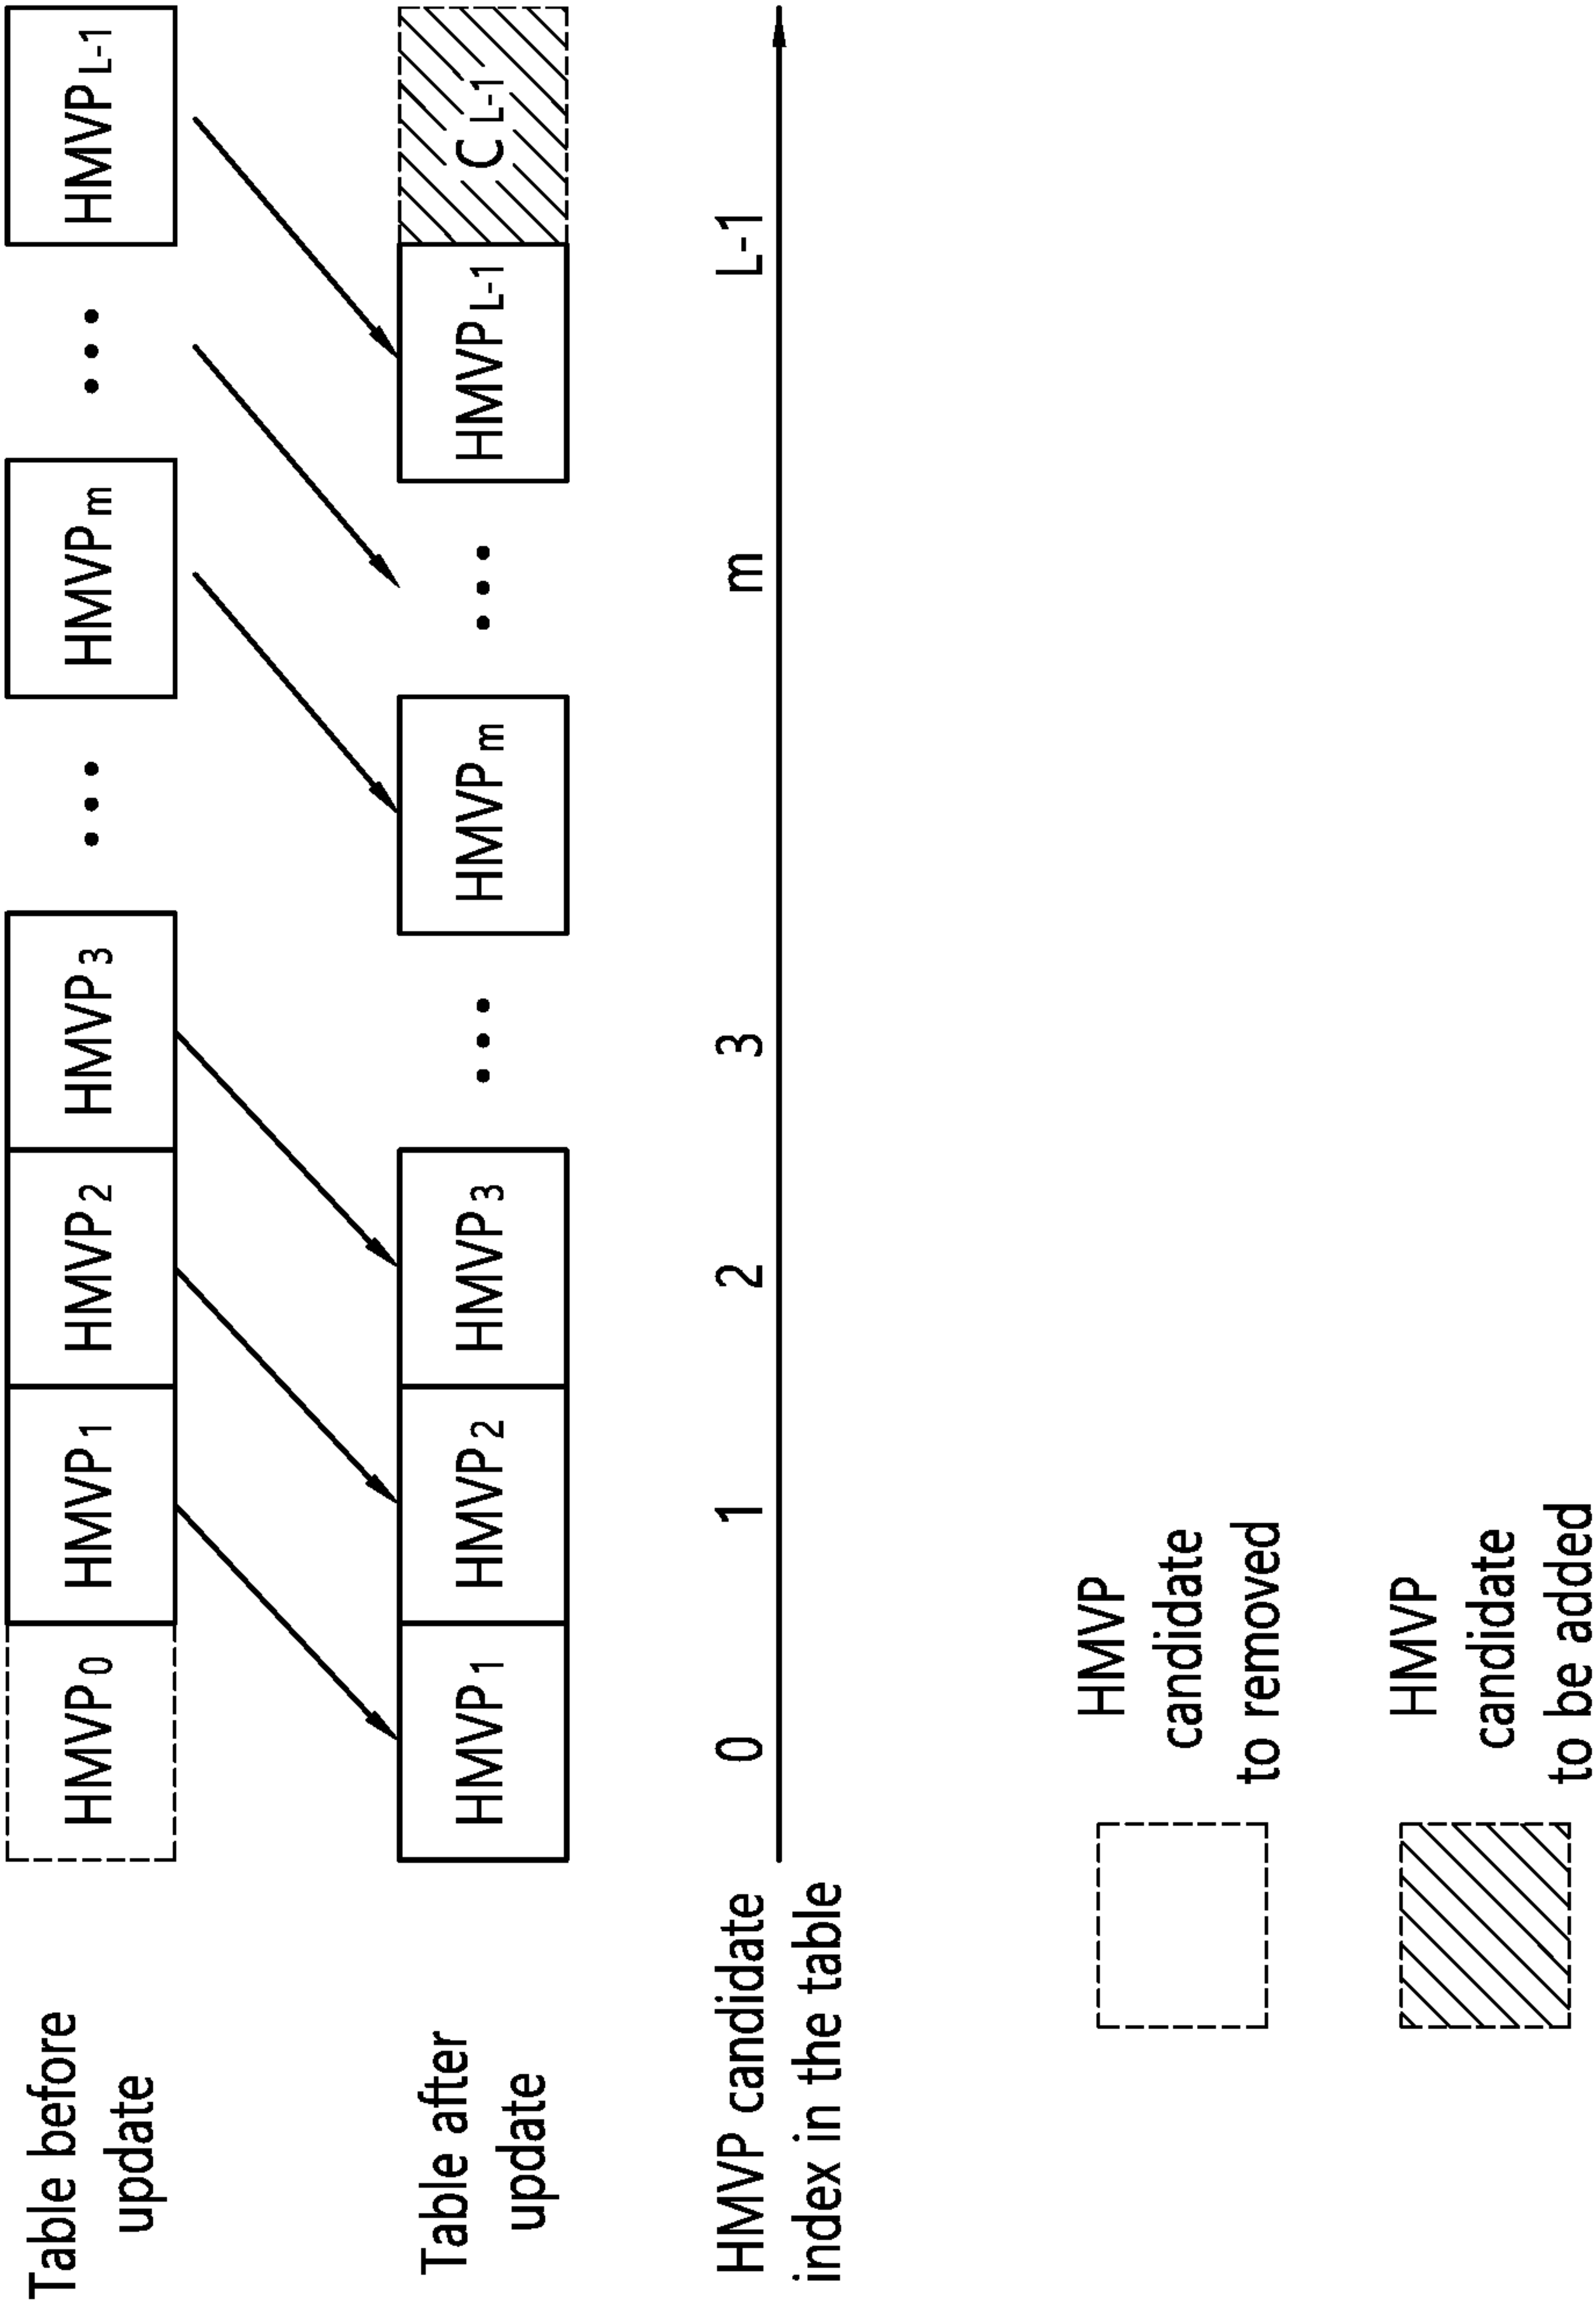 Table before
update
HMVP0 HMVP1 HMVP2 HMVP3 ... HMVPm ... HMVPL-1
Table after
update
HMVP1 HMVP2 HMVP3 ... HMVPm ... HMVPL-1 CL-1
HMVP candidate
index in the table
0 1 2 3 m L-1
HMVP
candidate
to removed
HMVP
candidate
to be added